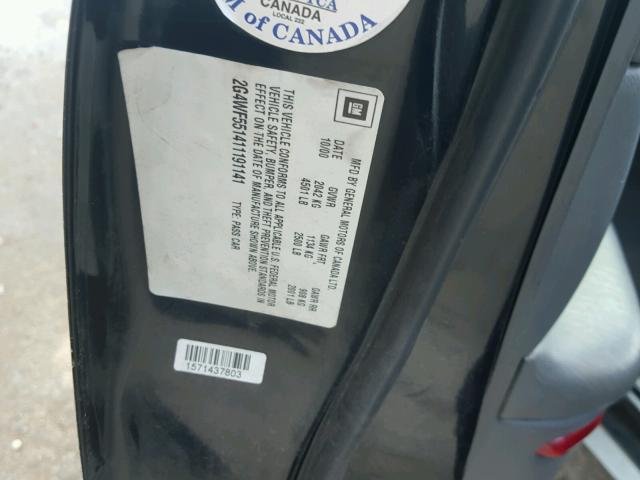 CANADA
LOCAL 222
M of CANADA
GM
MFD BY GENERAL MOTORS OF CANADA LTD.
DATE GVWR GAWR FRT GAWR RR
10/00 2042 KG 1134 KG 908 KG
4501 LB 2500 LB 2001 LB
THIS VEHICLE CONFORMS TO ALL APPLICABLE U.S. FEDERAL MOTOR
VEHICLE SAFETY, BUMPER, AND THEFT PREVENTION STANDARDS IN
EFFECT ON THE DATE OF MANUFACTURE SHOWN ABOVE.
2G4WF551411191141 TYPE: PASS CAR
1571437803